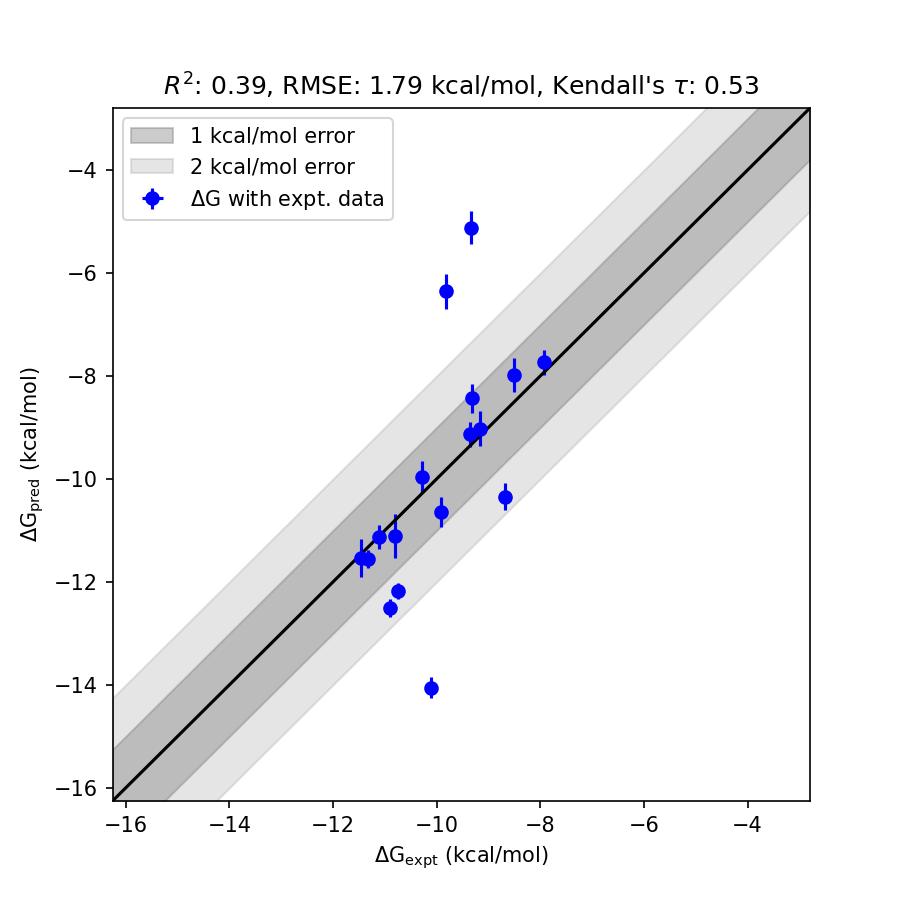 R²: 0.39, RMSE: 1.79 kcal/mol, Kendall's τ: 0.53
1 kcal/mol error
2 kcal/mol error
ΔG with expt. data
−4
−6
−8
−10
−12
−14
−16
ΔGpred (kcal/mol)
−16 −14 −12 −10 −8 −6 −4
ΔGexpt (kcal/mol)